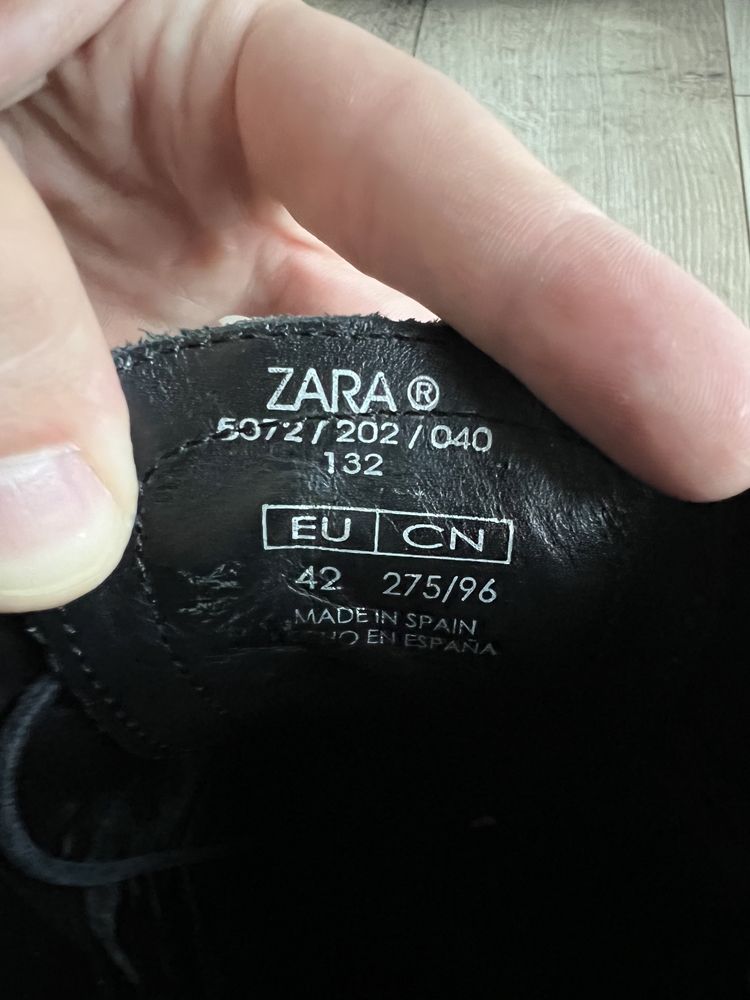 ZARA®
5072/202/040
132
EU CN
42 275/96
MADE IN SPAIN
EN ESPAÑA